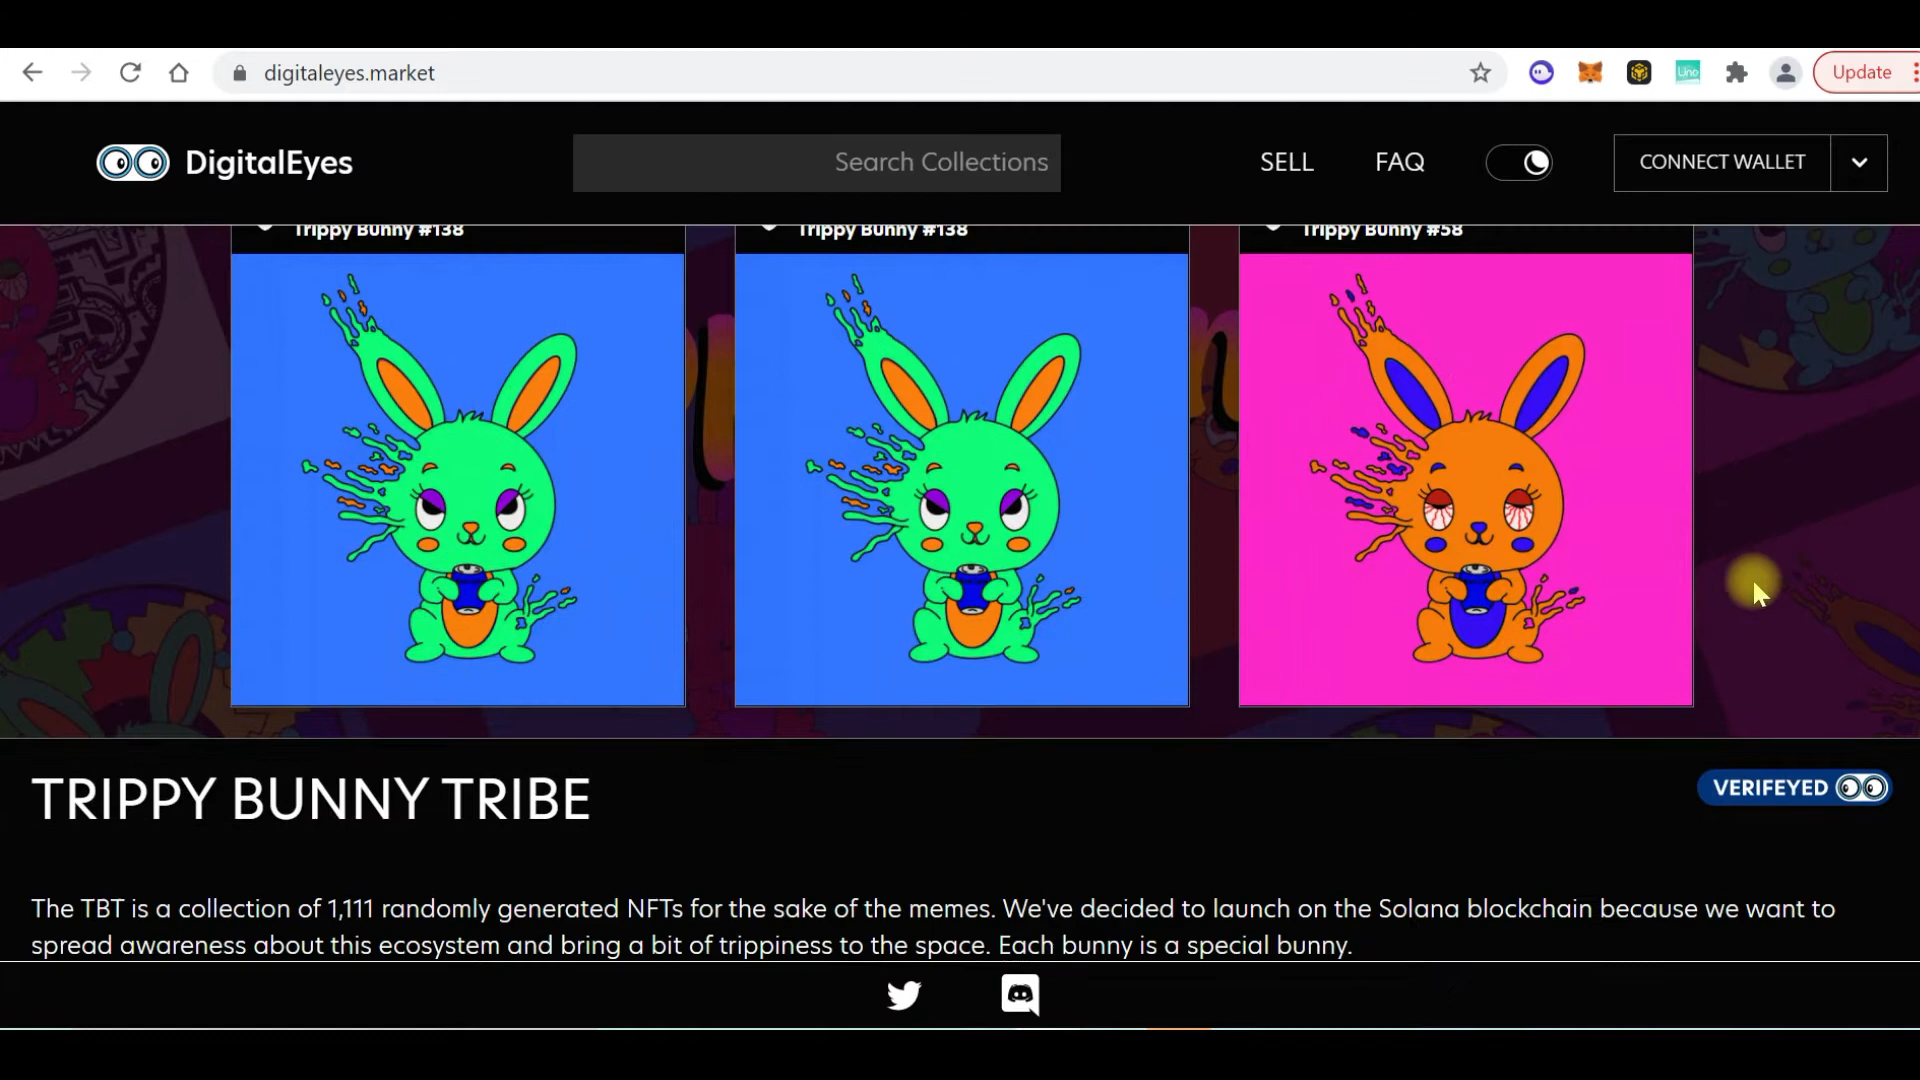 digitaleyes.market
Lino
Update
DigitalEyes
Search Collections
SELL
FAQ
CONNECT WALLET
Trippy Bunny #138
Trippy Bunny #138
Trippy Bunny #58
TRIPPY BUNNY TRIBE
VERIFEYED
The TBT is a collection of 1,111 randomly generated NFTs for the sake of the memes. We've decided to launch on the Solana blockchain because we want to
spread awareness about this ecosystem and bring a bit of trippiness to the space. Each bunny is a special bunny.